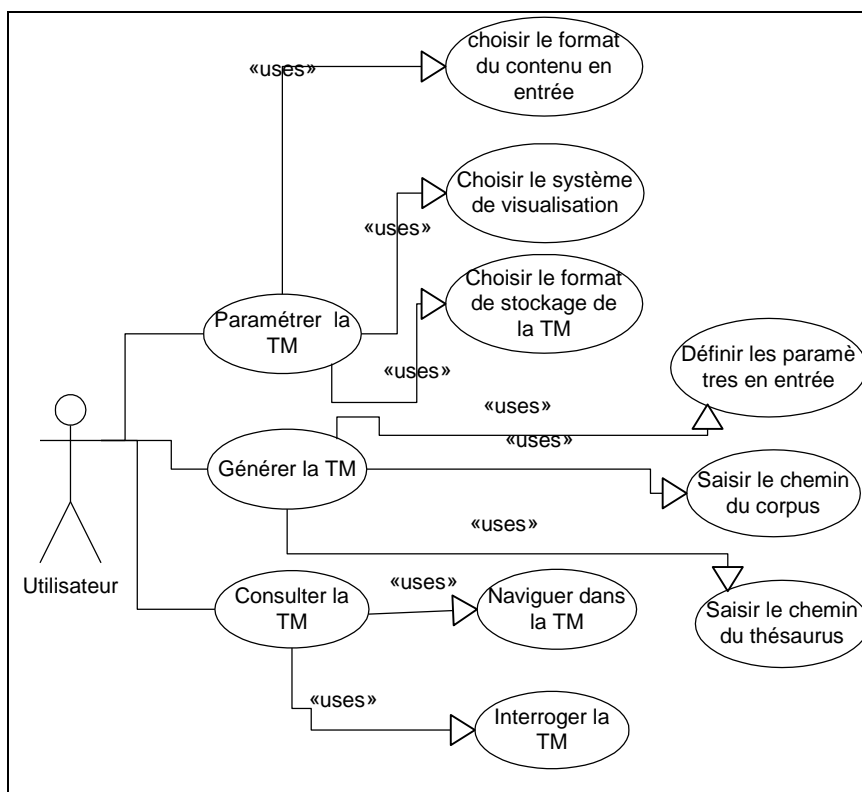 choisir le format
du contenu en
entrée
«uses»
Choisir le système
de visualisation
«uses»
Choisir le format
de stockage de
la TM
Paramétrer la
TM
«uses»
Définir les paramè
tres en entrée
«uses»
«uses»
Générer la TM
Saisir le chemin
du corpus
«uses»
Utilisateur
Consulter la
TM
«uses»
Naviguer dans
la TM
Saisir le chemin
du thésaurus
«uses»
Interroger la
TM